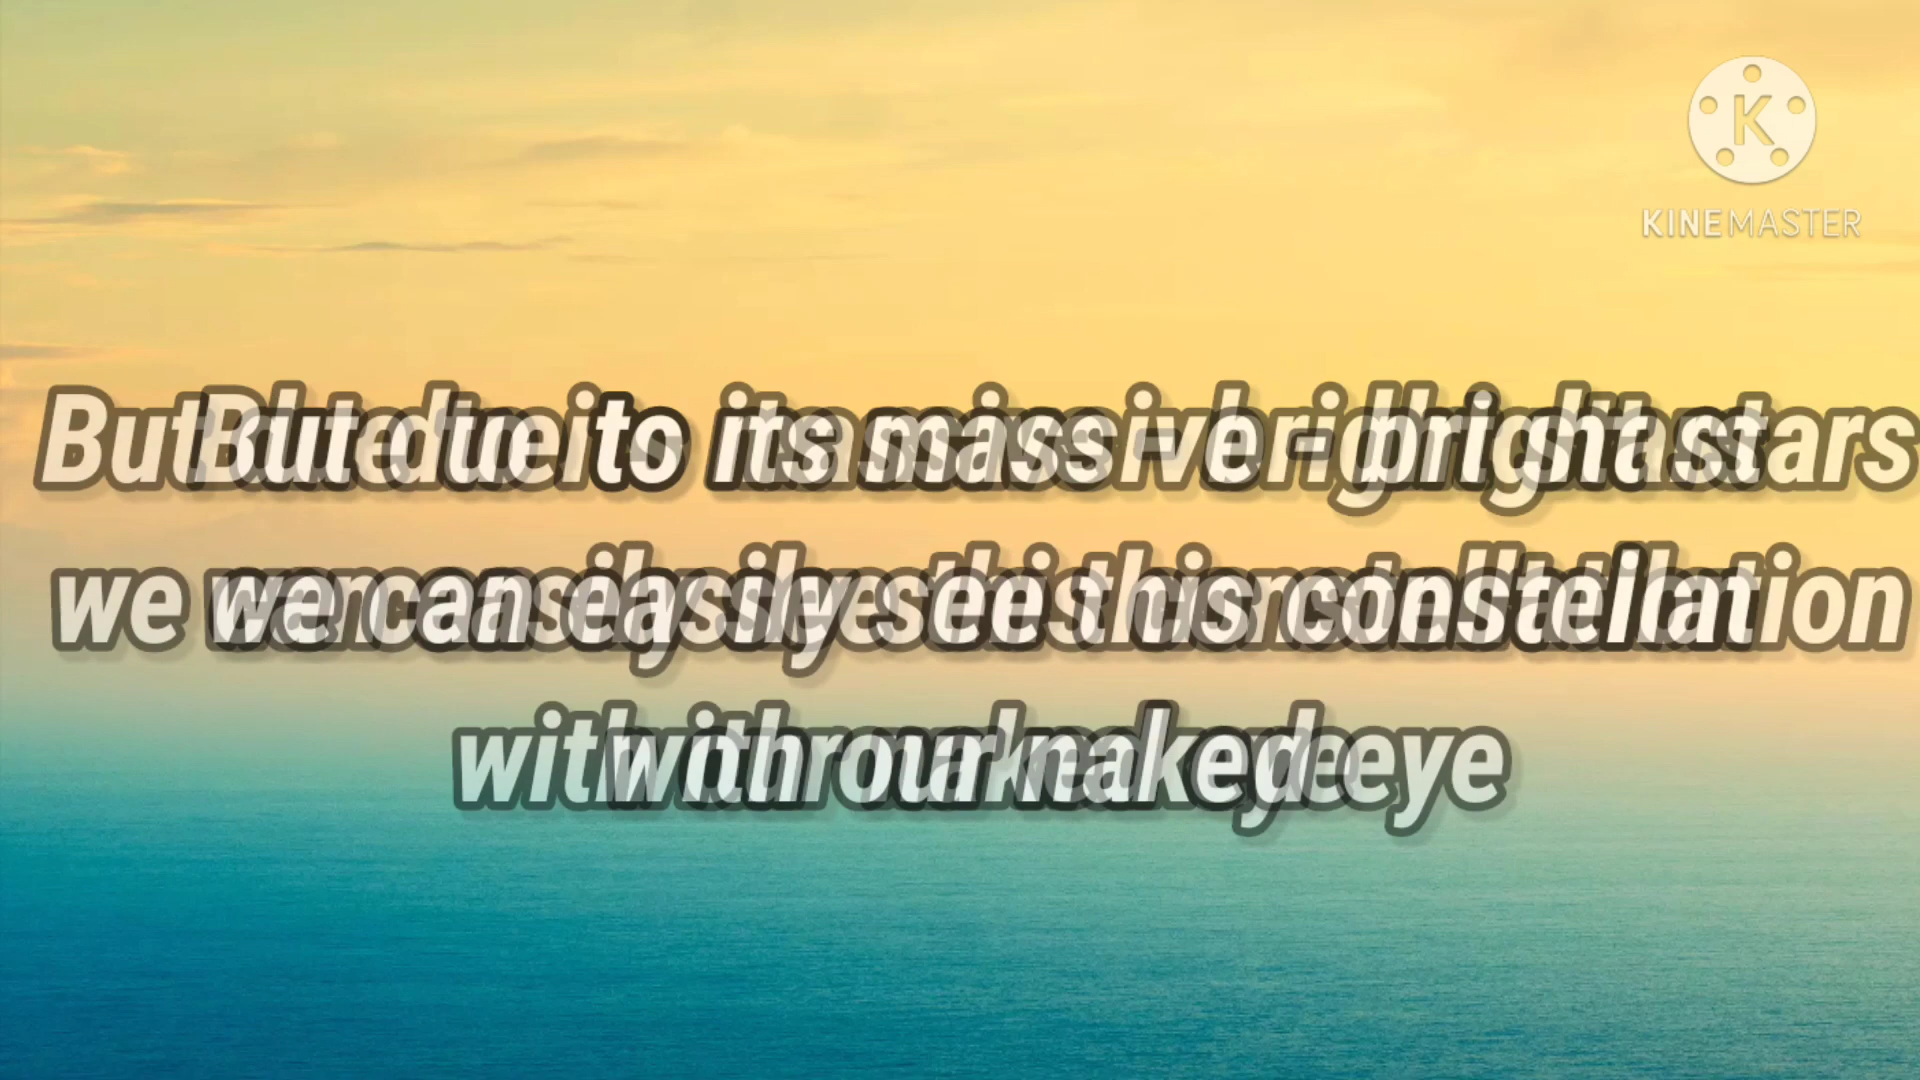 KINEMASTER
But due to its massive - bright stars
we can easily see this constellation
with our naked eye